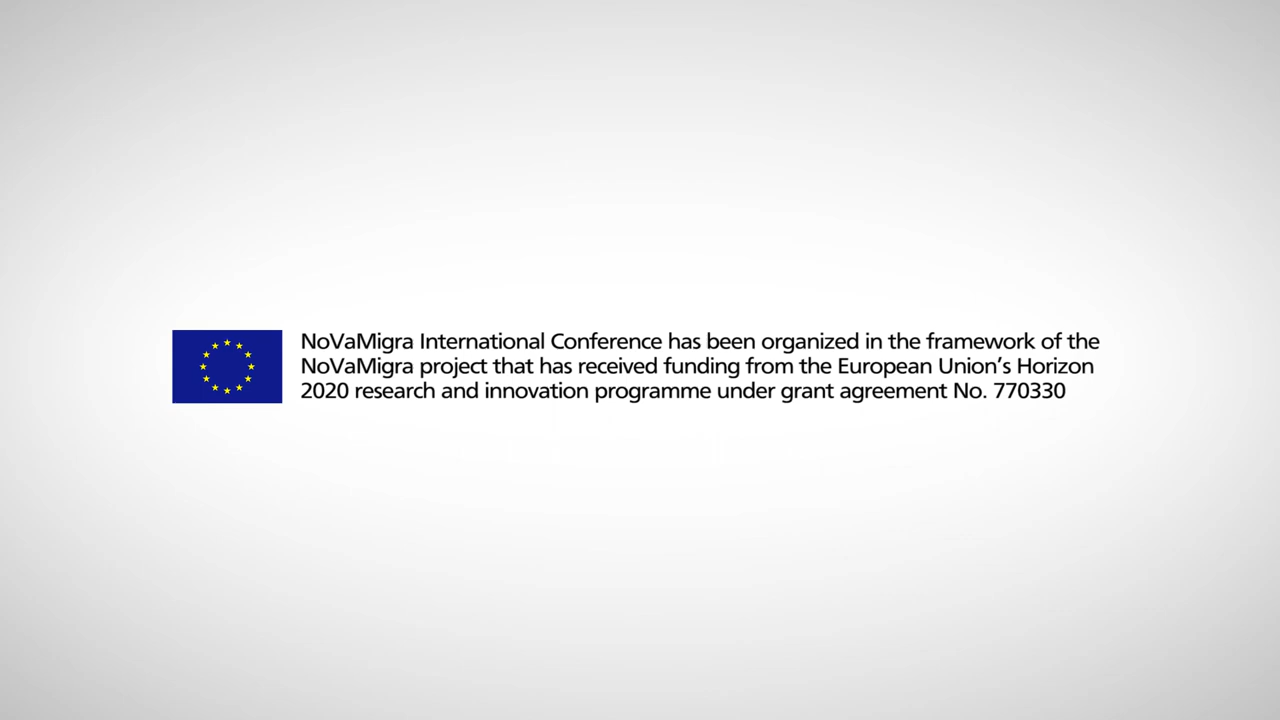 NoVaMigra International Conference has been organized in the framework of the
NoVaMigra project that has received funding from the European Union’s Horizon
2020 research and innovation programme under grant agreement No. 770330